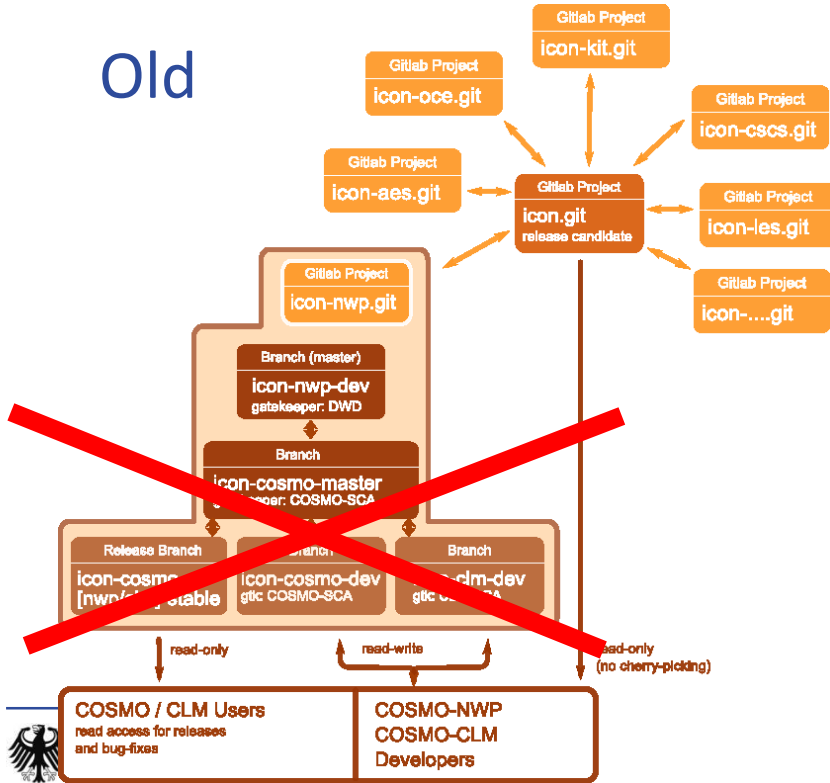 Old
Gitlab Project
icon-kit.git
Gitlab Project
icon-oce.git
Gitlab Project
icon-cscs.git
Gitlab Project
icon-aes.git
Gitlab Project
icon.git
release candidate
Gitlab Project
icon-les.git
Gitlab Project
icon-....git
Gitlab Project
icon-nwp.git
Branch (master)
icon-nwp-dev
gatekeeper: DWD
Branch
icon-cosmo-master
COSMO-SCA
Release Branch
icon-cosmo
stable
Branch
icon-cosmo-dev
gtk: COSMO-SCA
Branch
-clm-dev
gtk:
read-only
read-write
read-only
(no cherry-picking)
COSMO / CLM Users
read access for releases
and bug-fixes
COSMO-NWP
COSMO-CLM
Developers